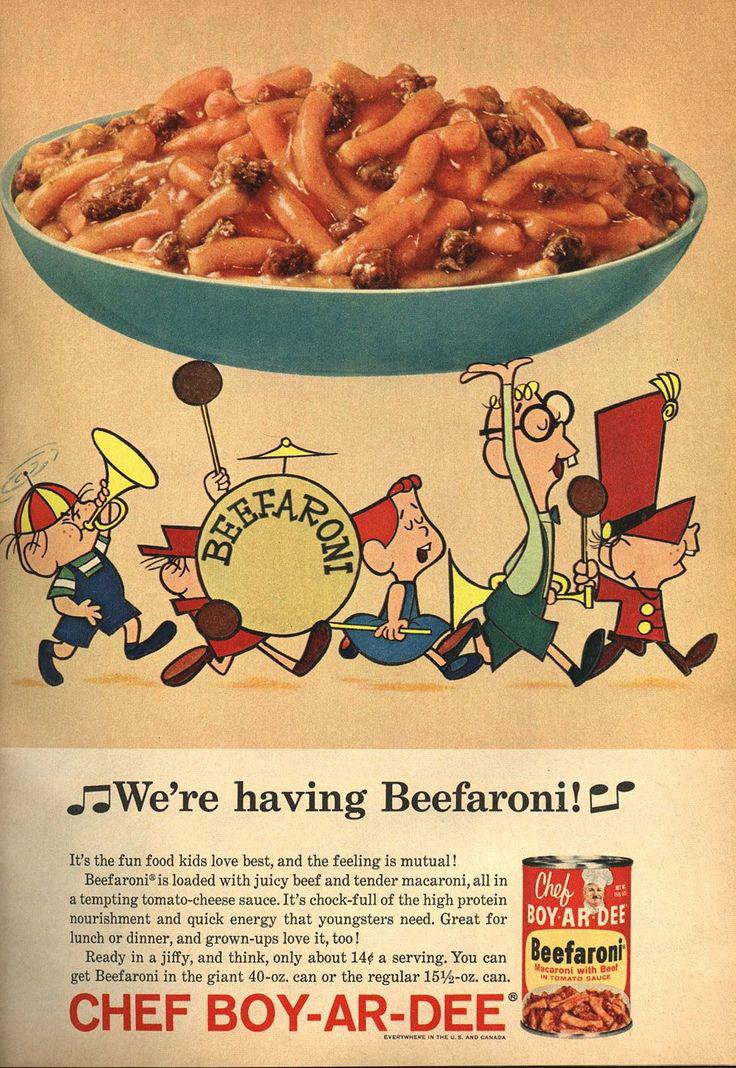 BEEFARONI
We're having Beefaroni!
It's the fun food kids love best, and the feeling is mutual!
Beefaroni® is loaded with juicy beef and tender macaroni, all in
a tempting tomato-cheese sauce. It's chock-full of the high protein
nourishment and quick energy that youngsters need. Great for
lunch or dinner, and grown-ups love it, too!
Ready in a jiffy, and think, only about 14¢ a serving. You can
get Beefaroni in the giant 40-oz. can or the regular 15½-oz. can.
CHEF BOY-AR-DEE®
EVERYWHERE IN THE U.S. AND CANADA
Chef
BOY-AR-DEE
Beefaroni
Macaroni with Beef
IN TOMATO SAUCE